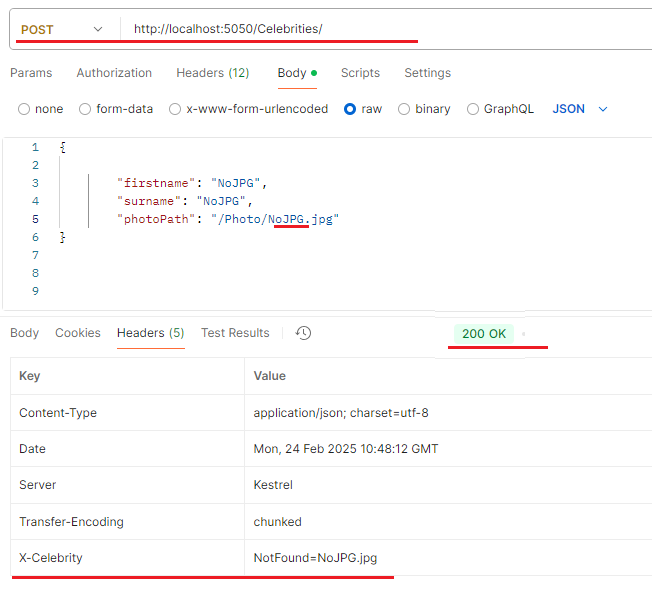 POST http://localhost:5050/Celebrities/
Params Authorization Headers (12) Body Scripts Settings
none form-data x-www-form-urlencoded raw binary GraphQL JSON
1 {
2
3 "firstname": "NoJPG",
4 "surname": "NoJPG",
5 "photoPath": "/Photo/NoJPG.jpg"
6 }
7
8
9
Body Cookies Headers (5) Test Results 200 OK
Key Value
Content-Type application/json; charset=utf-8
Date Mon, 24 Feb 2025 10:48:12 GMT
Server Kestrel
Transfer-Encoding chunked
X-Celebrity NotFound=NoJPG.jpg